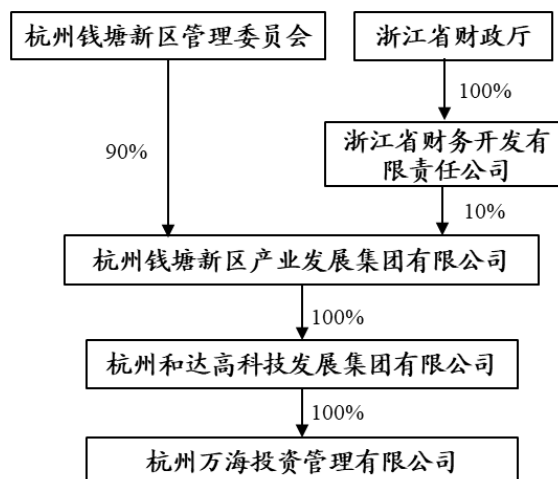 杭州钱塘新区管理委员会
浙江省财政厅
100%
90%
浙江省财务开发有
限责任公司
10%
杭州钱塘新区产业发展集团有限公司
100%
杭州和达高科技发展集团有限公司
100%
杭州万海投资管理有限公司